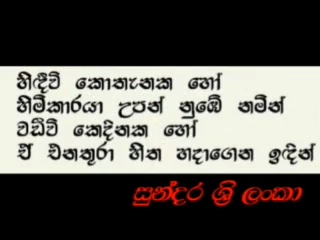 හිඳීවි කොතැනක හෝ
හිමිකාරයා උපන් නුඹේ නමින්
වඩීවී කෙදිනක හෝ
ඒ එනතුරා හිත හදාගෙන ඉඳින්
සුන්දර ශ්‍රී ලංකා